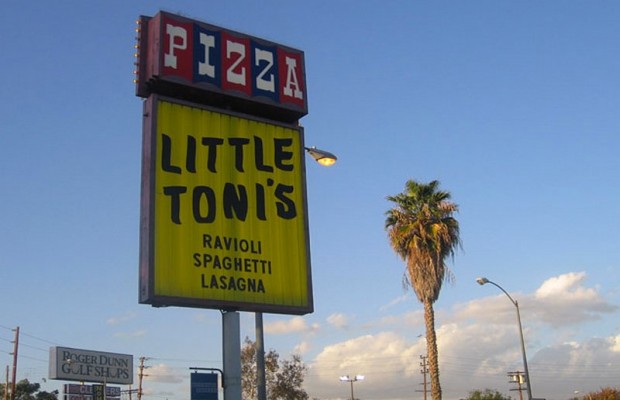 PIZZA
LITTLE
TONI'S
RAVIOLI
SPAGHETTI
LASAGNA
ROGER DUNN
GOLF SHOPS